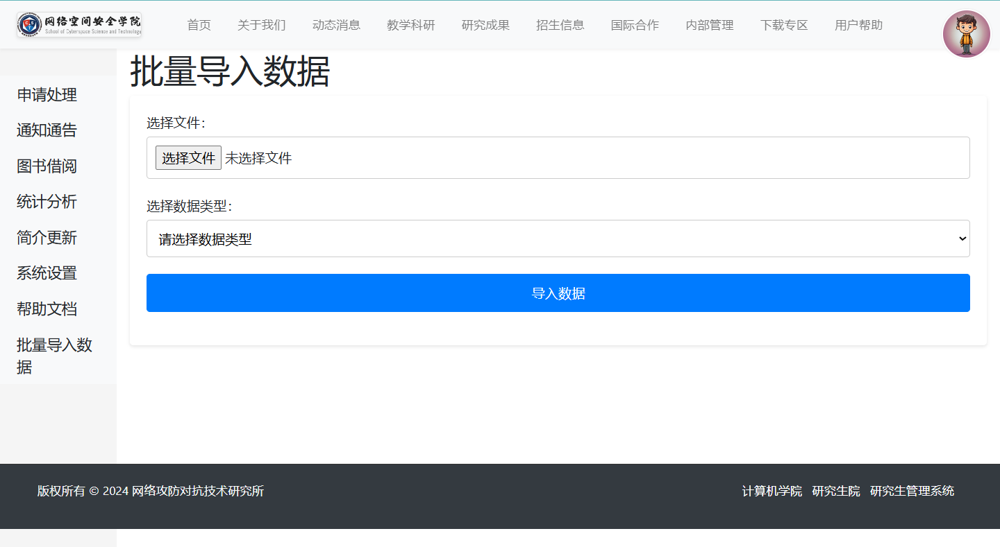 网络空间安全学院
School of Cyberspace Science and Technology
首页 关于我们 动态消息 教学科研 研究成果 招生信息 国际合作 内部管理 下载专区 用户帮助
申请处理
通知通告
图书借阅
统计分析
简介更新
系统设置
帮助文档
批量导入数
据
批量导入数据
选择文件:
选择文件 未选择文件
选择数据类型:
请选择数据类型
导入数据
版权所有 © 2024 网络攻防对抗技术研究所
计算机学院 研究生院 研究生管理系统